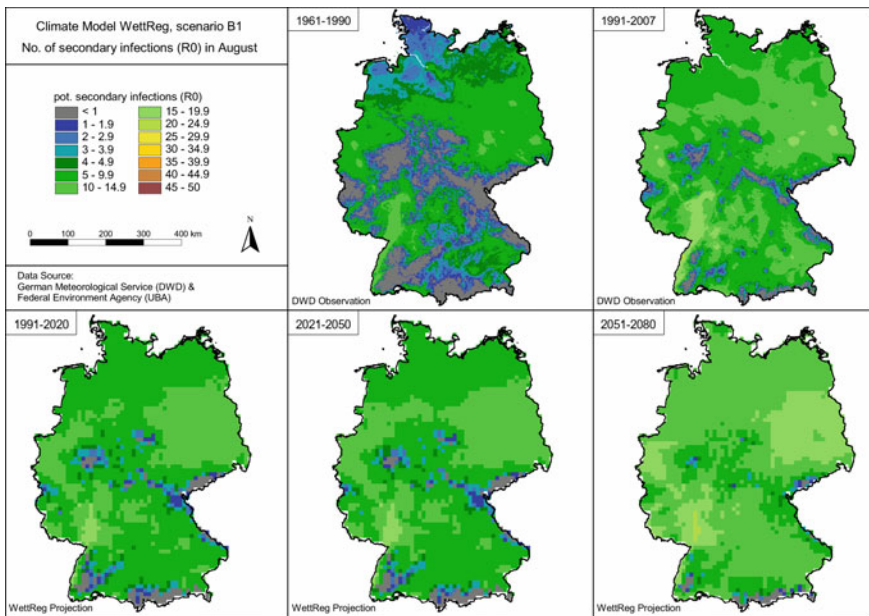 Climate Model WettReg, scenario B1
No. of secondary infections (R0) in August
pot. secondary infections (R0)
< 1
1 - 1.9
2 - 2.9
3 - 3.9
4 - 4.9
5 - 9.9
10 - 14.9
15 - 19.9
20 - 24.9
25 - 29.9
30 - 34.9
35 - 39.9
40 - 44.9
45 - 50
N
0 100 200 300 400 km
Data Source:
German Meteorological Service (DWD) &
Federal Environment Agency (UBA)
1961-1990
DWD Observation
1991-2007
DWD Observation
1991-2020
WettReg Projection
2021-2050
WettReg Projection
2051-2080
WettReg Projection